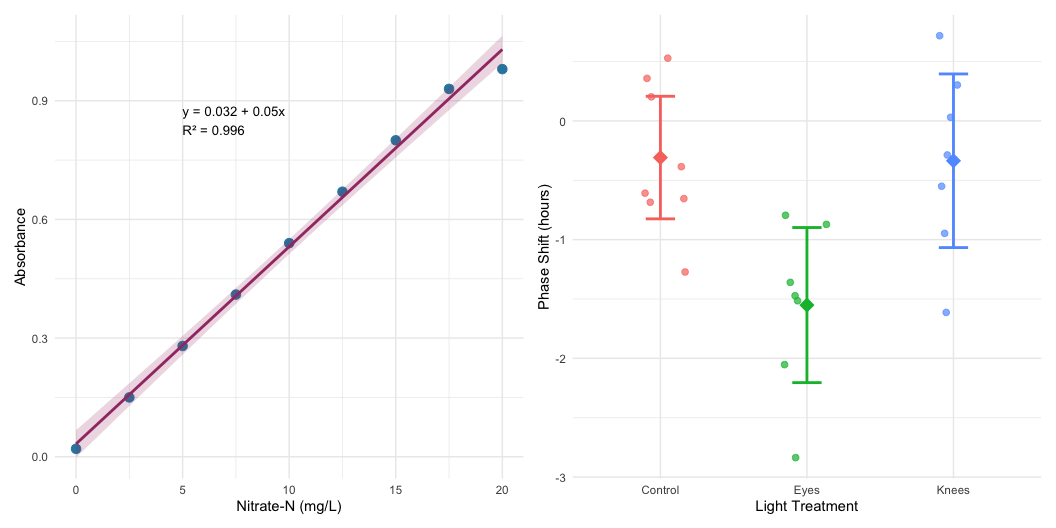 y = 0.032 + 0.05x
R² = 0.996
0.9
0.6
0.3
0.0
Absorbance
0 5 10 15 20
Nitrate-N (mg/L)
0
-1
-2
-3
Phase Shift (hours)
Control Eyes Knees
Light Treatment